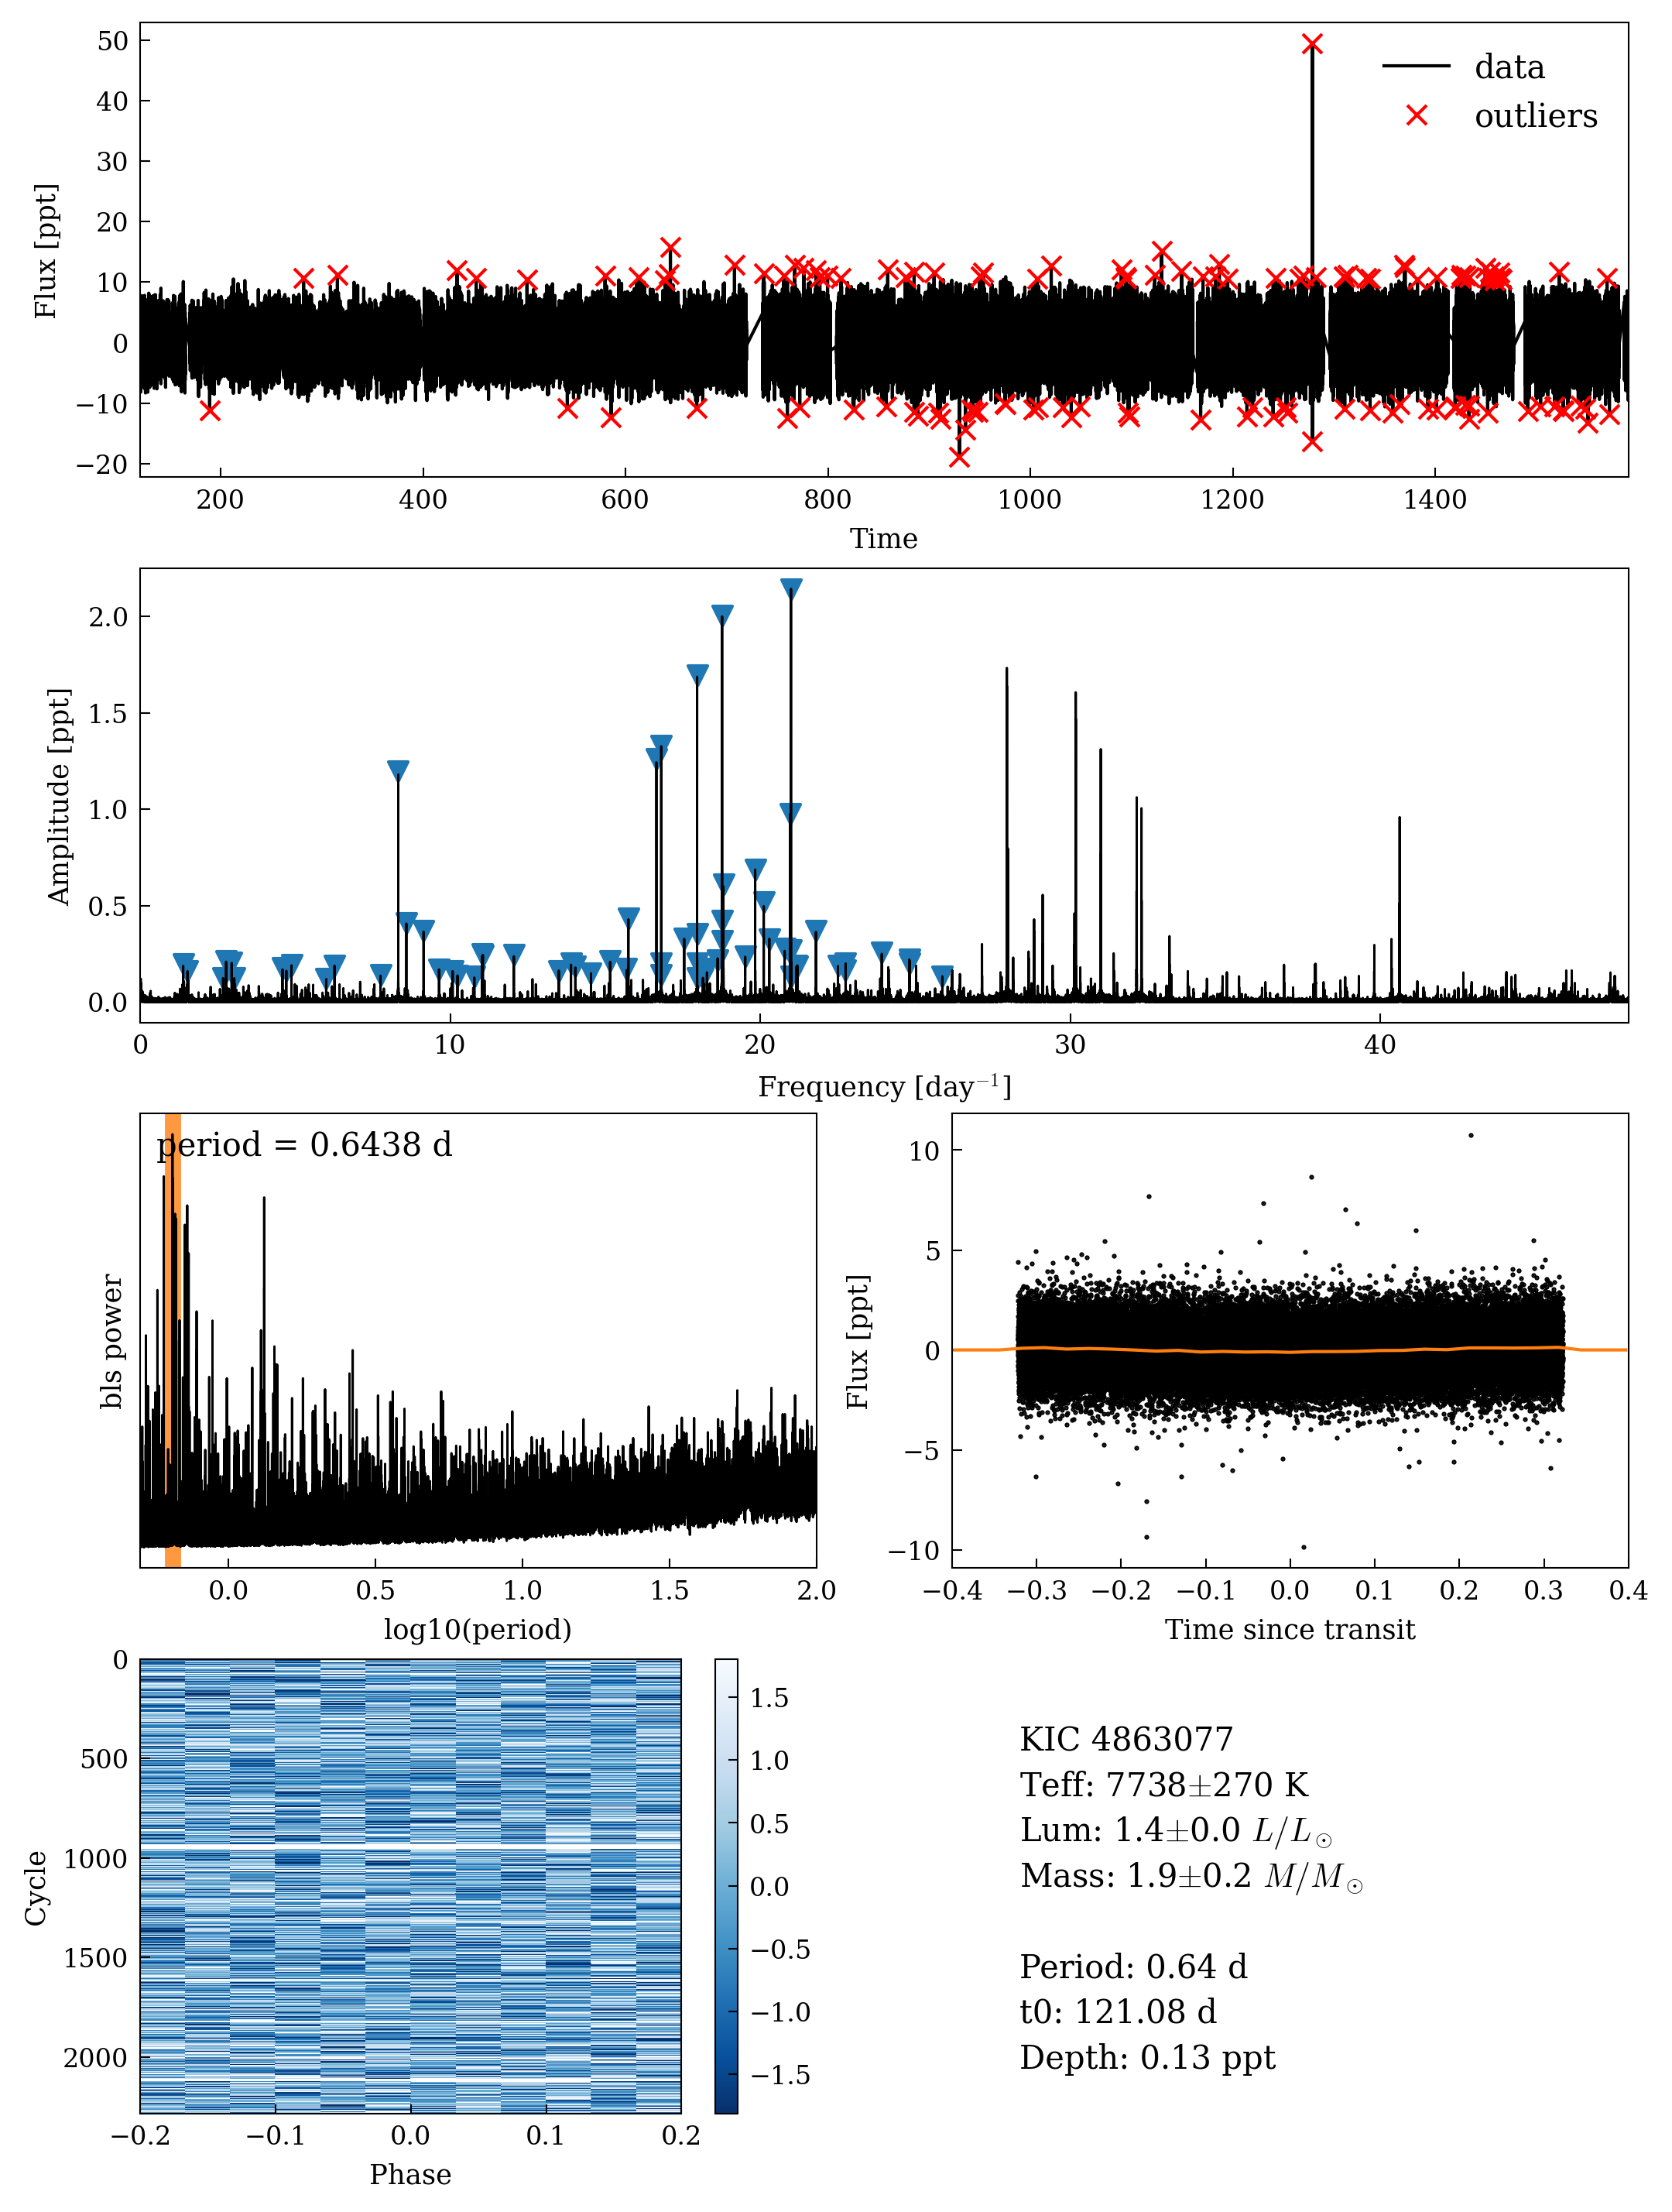 50
40
30
20
10
0
−10
−20
Flux [ppt]
data
outliers
200 400 600 800 1000 1200 1400
Time
2.0
1.5
1.0
0.5
0.0
Amplitude [ppt]
0 10 20 30 40
Frequency [day⁻¹]
period = 0.6438 d
bls power
0.0 0.5 1.0 1.5 2.0
log10(period)
10
5
0
−5
−10
Flux [ppt]
−0.4 −0.3 −0.2 −0.1 0.0 0.1 0.2 0.3 0.4
Time since transit
0
500
1000
1500
2000
Cycle
−0.2 −0.1 0.0 0.1 0.2
Phase
1.5
1.0
0.5
0.0
−0.5
−1.0
−1.5
KIC 4863077
Teff: 7738±270 K
Lum: 1.4±0.0 L/L⊙
Mass: 1.9±0.2 M/M⊙
Period: 0.64 d
t0: 121.08 d
Depth: 0.13 ppt